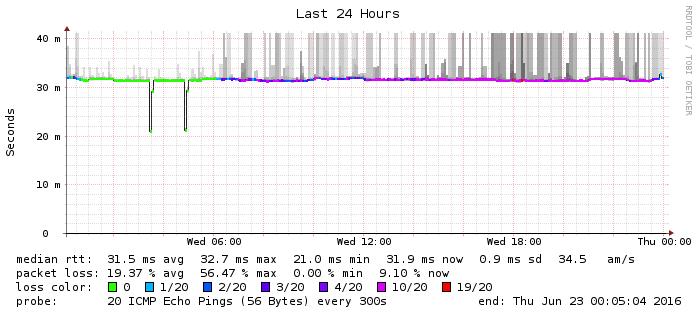 Last 24 Hours
RRDTOOL / TOBI OETIKER
Seconds
40 m
30 m
20 m
10 m
0
Wed 06:00 Wed 12:00 Wed 18:00 Thu 00:00
median rtt: 31.5 ms avg 32.7 ms max 21.0 ms min 31.9 ms now 0.9 ms sd 34.5 am/s
packet loss: 19.37 % avg 56.47 % max 0.00 % min 9.10 % now
loss color: 0 1/20 2/20 3/20 4/20 10/20 19/20
probe: 20 ICMP Echo Pings (56 Bytes) every 300s end: Thu Jun 23 00:05:04 2016